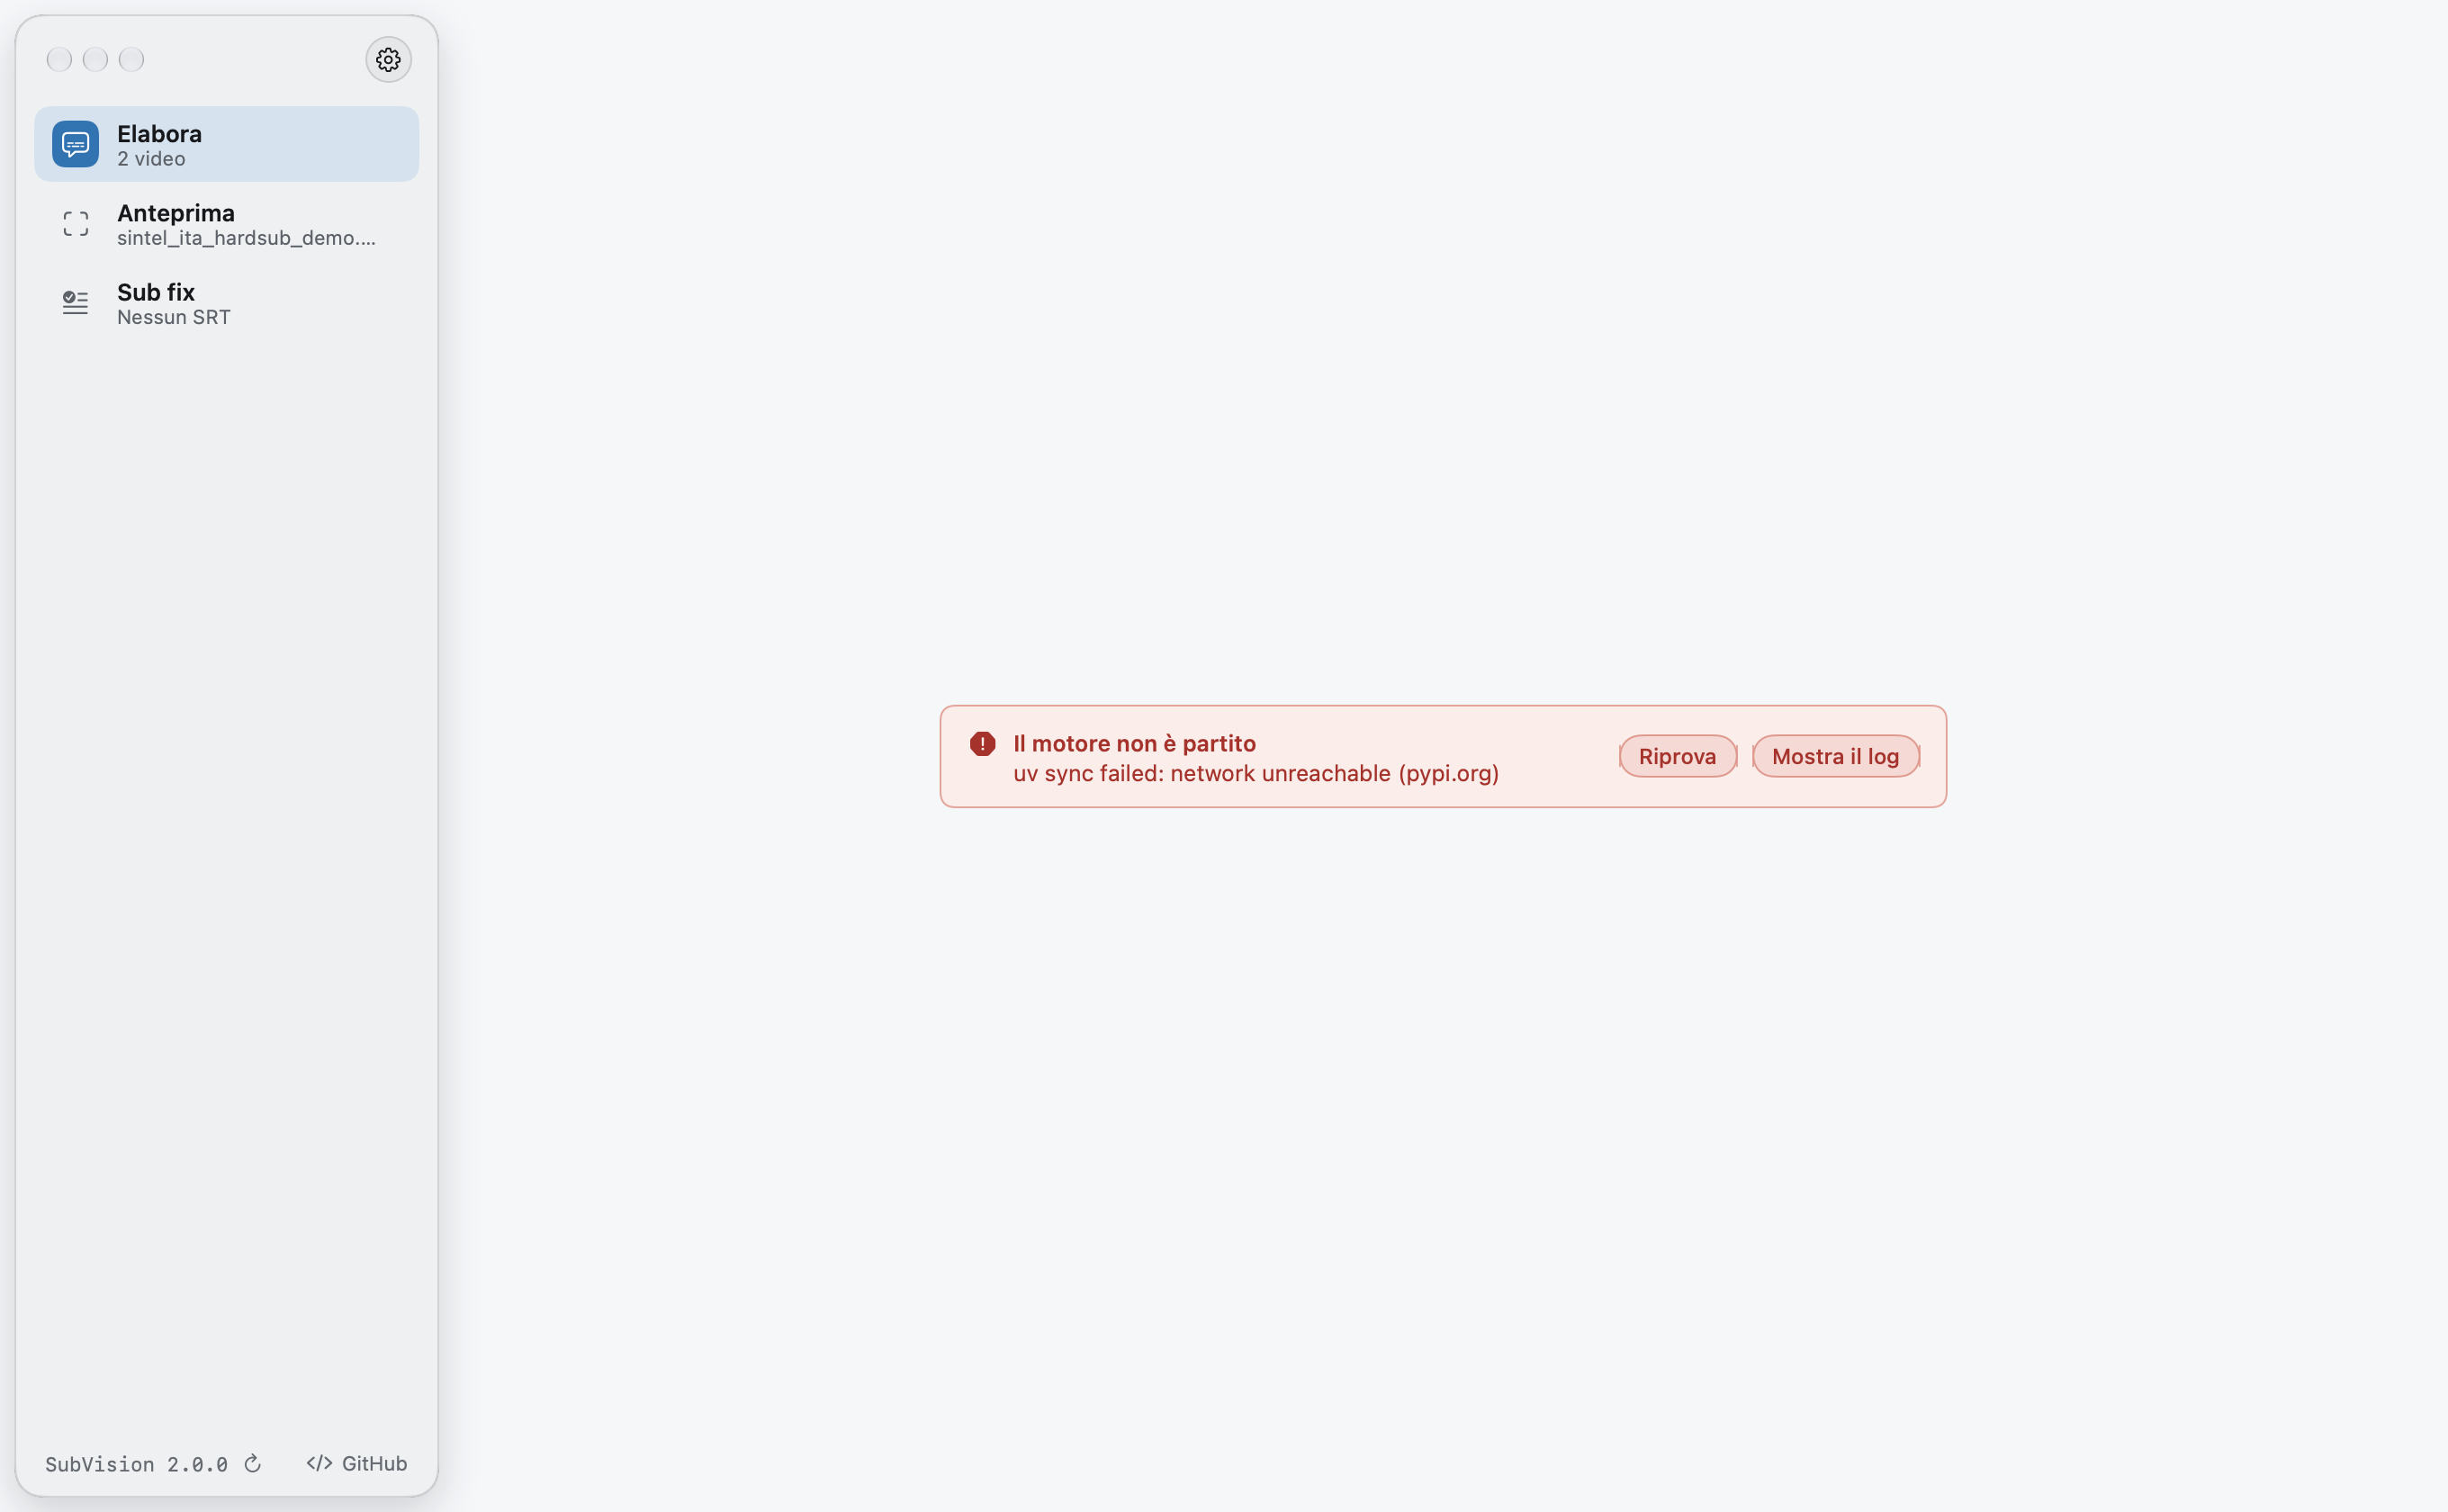 Elabora
2 video
Anteprima
sintel_ita_hardsub_demo....
Sub fix
Nessun SRT
Il motore non è partito
uv sync failed: network unreachable (pypi.org)
Riprova
Mostra il log
SubVision 2.0.0
</> GitHub